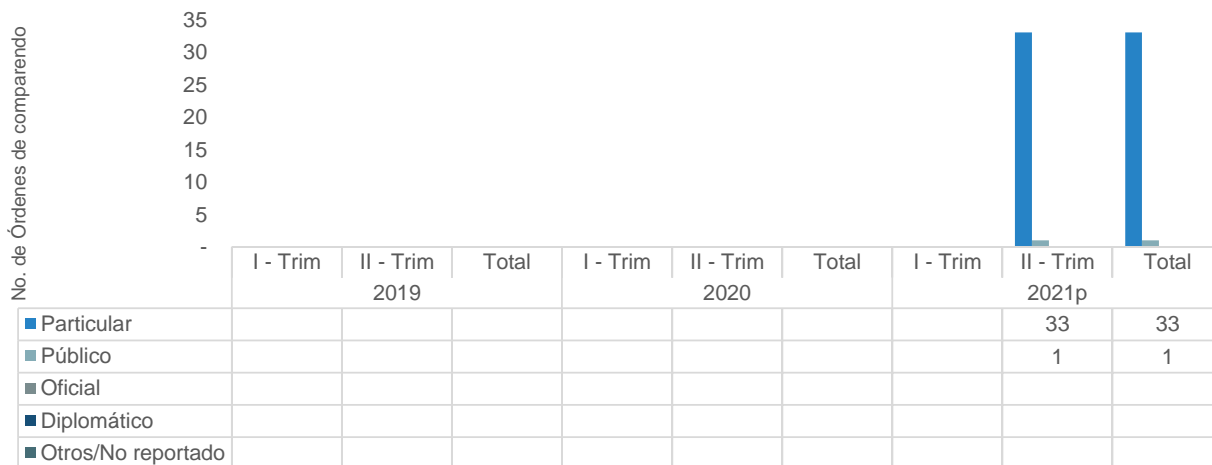 No. de Órdenes de comparendo
35
30
25
20
15
10
5
-
I - Trim II - Trim Total I - Trim II - Trim Total I - Trim II - Trim Total
2019 2020 2021p
Particular 33 33
Público 1 1
Oficial
Diplomático
Otros/No reportado